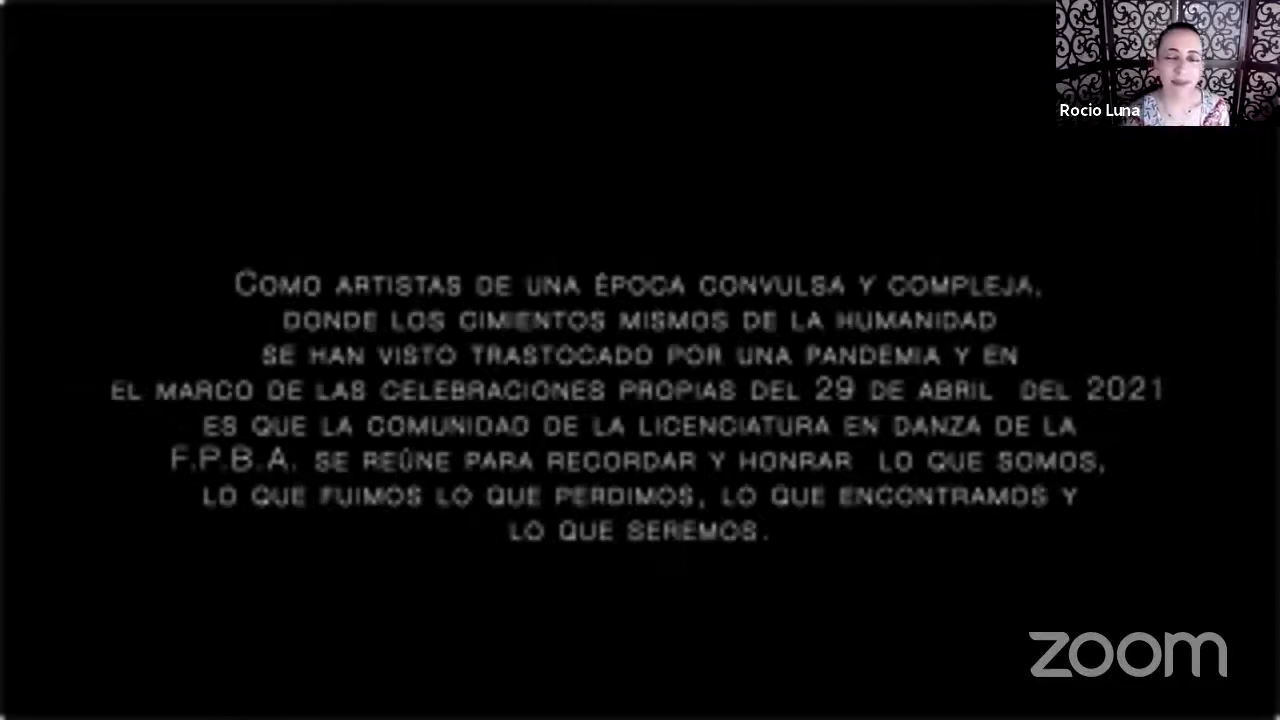 Rocio Luna
Como artistas de una época convulsa y compleja,
donde los cimientos mismos de la humanidad
se han visto trastocado por una pandemia y en
el marco de las celebraciones propias del 29 de abril del 2021
es que la comunidad de la Licenciatura en Danza de la
F.P.B.A. se reúne para recordar y honrar lo que somos,
lo que fuimos lo que perdimos, lo que encontramos y
lo que seremos.
zoom